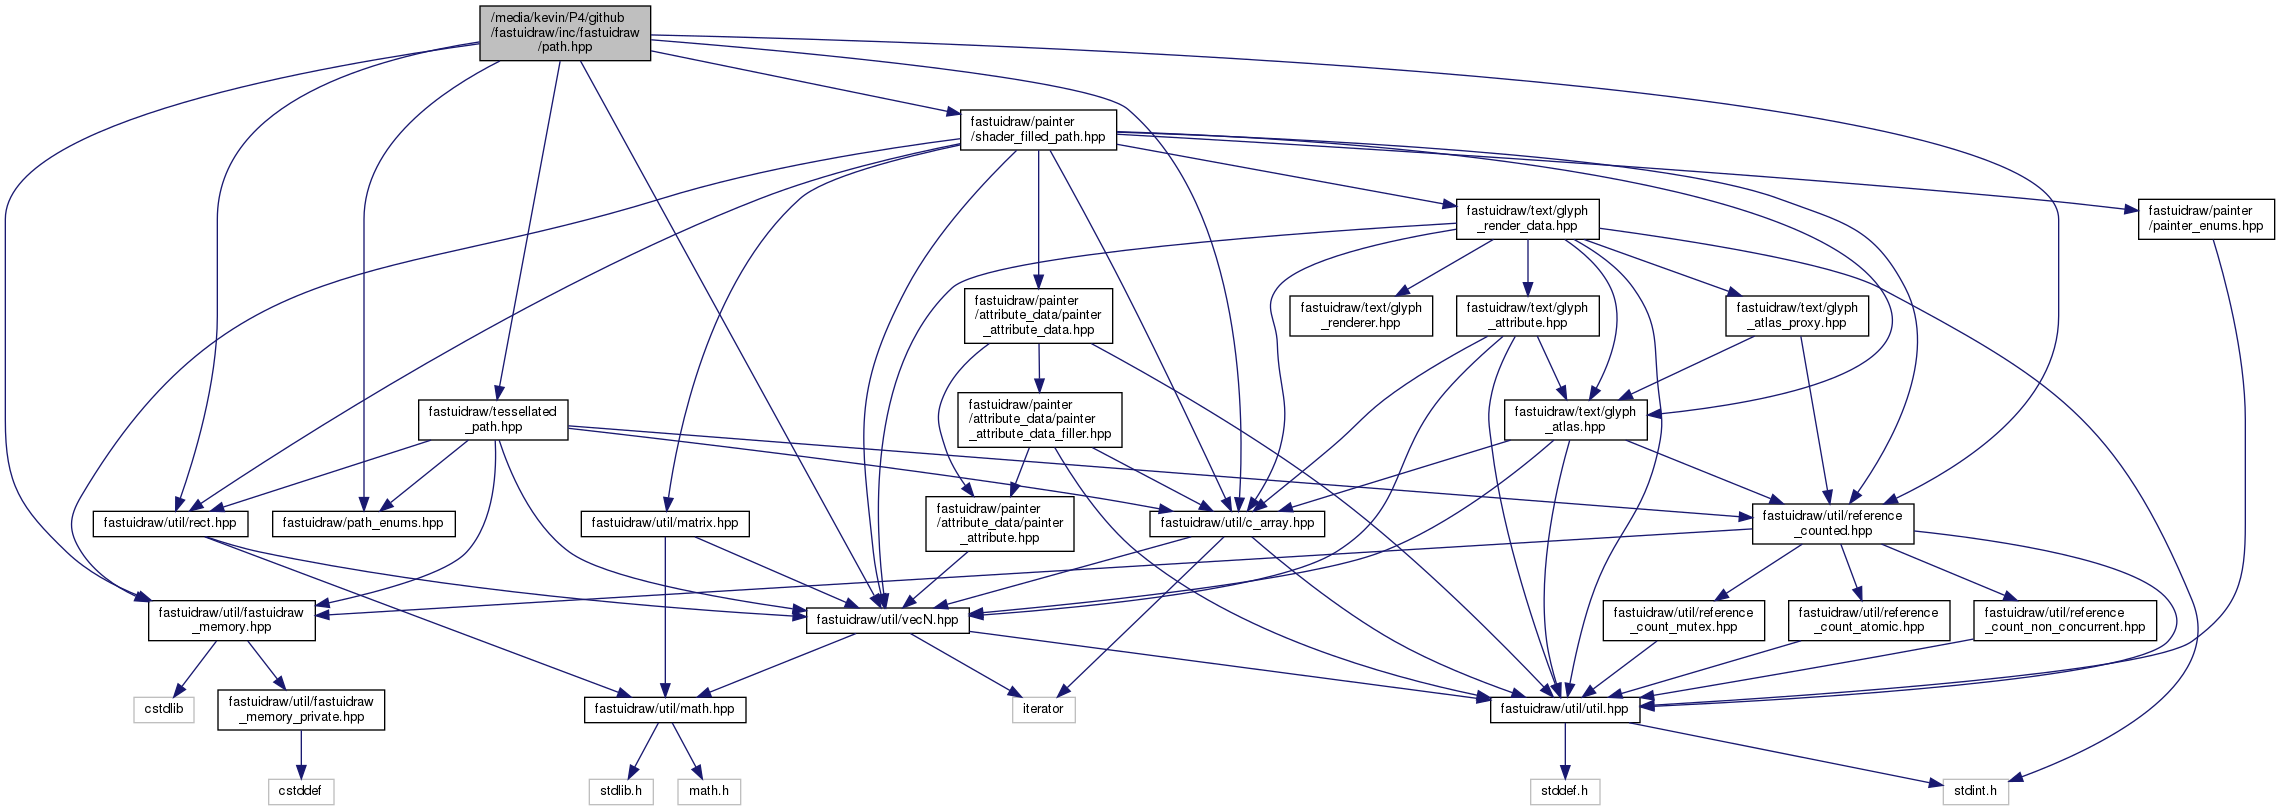 /media/kevin/P4/github
/fastuidraw/inc/fastuidraw
/path.hpp
fastuidraw/painter
/shader_filled_path.hpp
fastuidraw/text/glyph
_render_data.hpp
fastuidraw/painter
/painter_enums.hpp
fastuidraw/painter
/attribute_data/painter
_attribute_data.hpp
fastuidraw/text/glyph
_renderer.hpp
fastuidraw/text/glyph
_attribute.hpp
fastuidraw/text/glyph
_atlas_proxy.hpp
fastuidraw/tessellated
_path.hpp
fastuidraw/painter
/attribute_data/painter
_attribute_data_filler.hpp
fastuidraw/text/glyph
_atlas.hpp
fastuidraw/util/rect.hpp
fastuidraw/path_enums.hpp
fastuidraw/util/matrix.hpp
fastuidraw/painter
/attribute_data/painter
_attribute.hpp
fastuidraw/util/c_array.hpp
fastuidraw/util/reference
_counted.hpp
fastuidraw/util/fastuidraw
_memory.hpp
fastuidraw/util/vecN.hpp
fastuidraw/util/reference
_count_mutex.hpp
fastuidraw/util/reference
_count_atomic.hpp
fastuidraw/util/reference
_count_non_concurrent.hpp
cstdlib
fastuidraw/util/fastuidraw
_memory_private.hpp
fastuidraw/util/math.hpp
iterator
fastuidraw/util/util.hpp
cstddef
stdlib.h
math.h
stddef.h
stdint.h